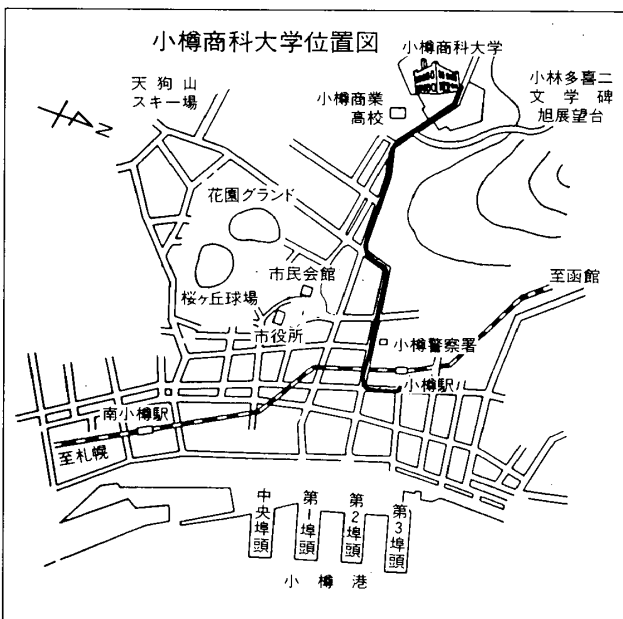 小樽商科大学位置図
小樽商科大学
天狗山
スキー場
小樽商業
高校
小林多喜二
文学碑
旭展望台
N
花園グランド
市民会館
桜ヶ丘球場
市役所
至函館
小樽警察署
小樽駅
南小樽駅
至札幌
中央埠頭
第1埠頭
第2埠頭
第3埠頭
小樽港